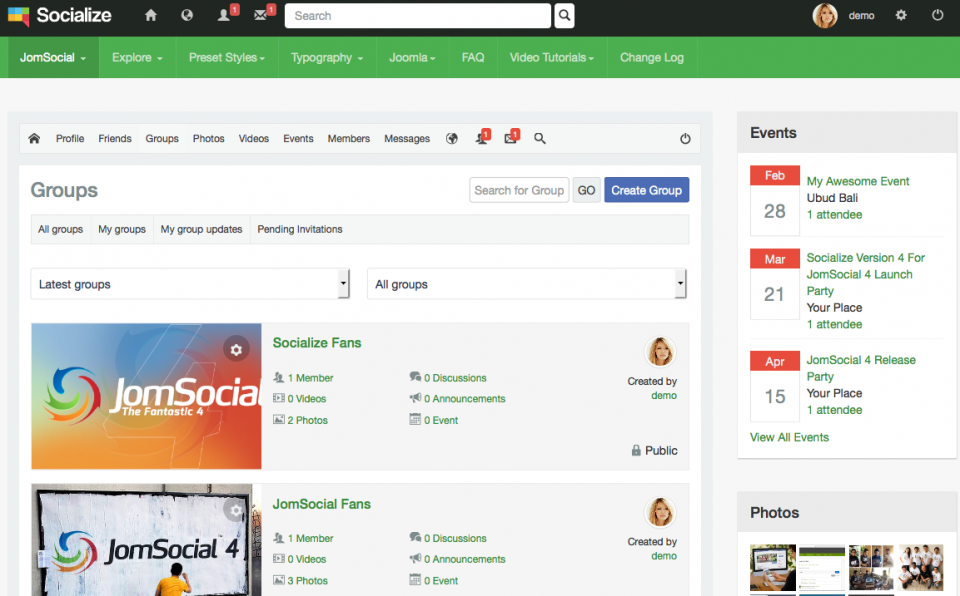 Socialize
1
1
Search
demo
JomSocial
Explore
Preset Styles
Typography
Joomla
FAQ
Video Tutorials
Change Log
Profile
Friends
Groups
Photos
Videos
Events
Members
Messages
1
1
Groups
Search for Group
GO
Create Group
All groups
My groups
My group updates
Pending Invitations
Latest groups
All groups
JomSocial
The Fantastic 4
Socialize Fans
1 Member
0 Discussions
0 Videos
0 Announcements
2 Photos
0 Event
Created by
demo
Public
JomSocial™ 4
JomSocial Fans
1 Member
0 Discussions
0 Videos
0 Announcements
3 Photos
0 Event
Created by
demo
Events
Feb
28
My Awesome Event
Ubud Bali
1 attendee
Mar
21
Socialize Version 4 For
JomSocial 4 Launch
Party
Your Place
1 attendee
Apr
15
JomSocial 4 Release
Party
Your Place
1 attendee
View All Events
Photos